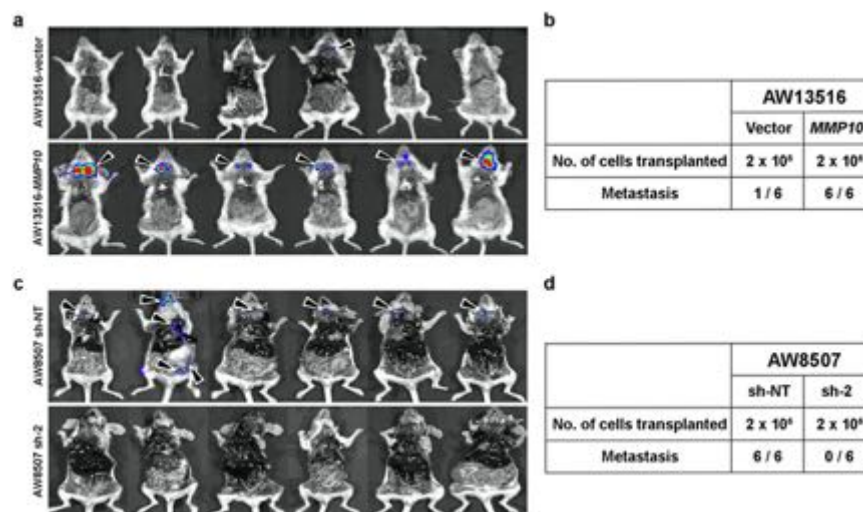 a
AW13516-vector
AW13516-MMP10
b
AW13516
Vector MMP10
No. of cells transplanted 2 x 10⁶ 2 x 10⁶
Metastasis 1 / 6 6 / 6
c
AW8507 sh-NT
AW8507 sh-2
d
AW8507
sh-NT sh-2
No. of cells transplanted 2 x 10⁶ 2 x 10⁶
Metastasis 6 / 6 0 / 6